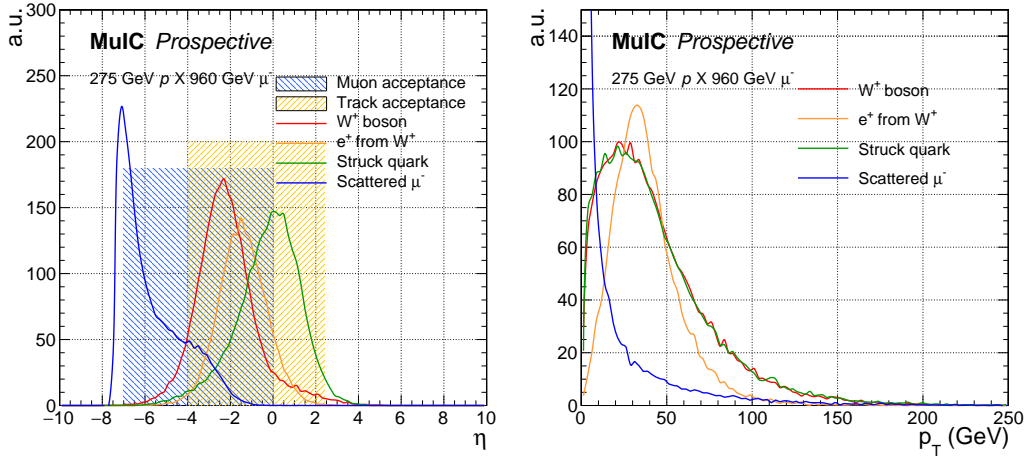 a.u.
300
250
200
150
100
50
0
MuIC Prospective
275 GeV p X 960 GeV μ-
Muon acceptance
Track acceptance
W+ boson
e+ from W+
Struck quark
Scattered μ-
−10 −8 −6 −4 −2 0 2 4 6 8 10
η
a.u.
140
120
100
80
60
40
20
0
MuIC Prospective
275 GeV p X 960 GeV μ-
W+ boson
e+ from W+
Struck quark
Scattered μ-
0 50 100 150 200 250
pT (GeV)